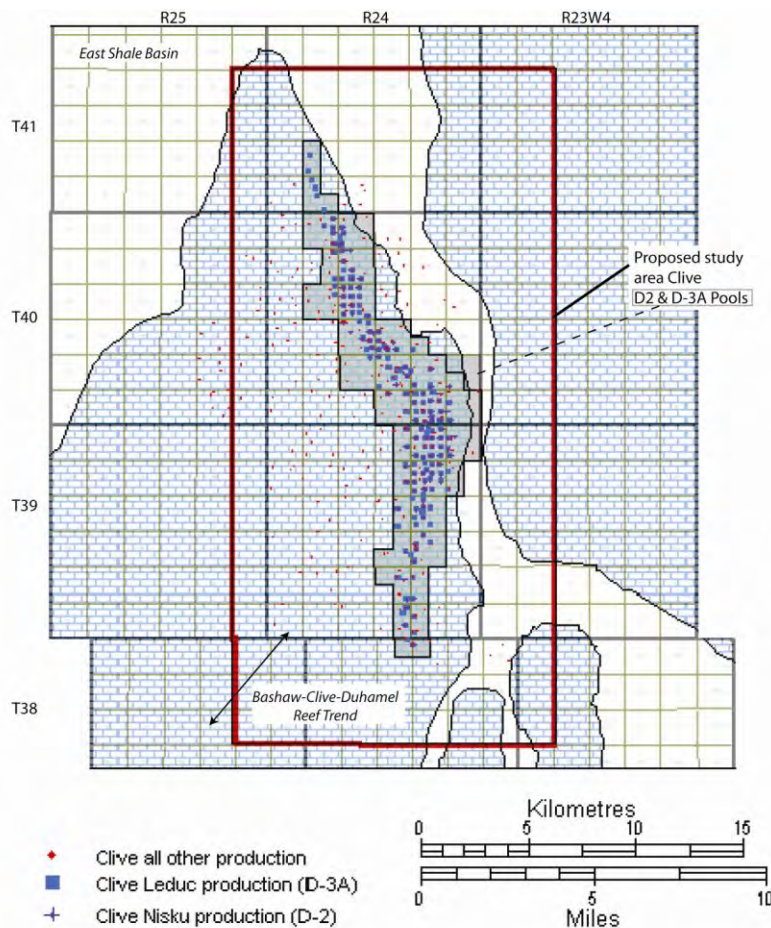 R25 R24 R23W4
East Shale Basin
T41
T40
T39
T38
Proposed study
area Clive
D2 & D-3A Pools
Bashaw-Clive-Duhamel
Reef Trend
Clive all other production
Clive Leduc production (D-3A)
Clive Nisku production (D-2)
Kilometres
0 5 10 15
0 5 10
Miles